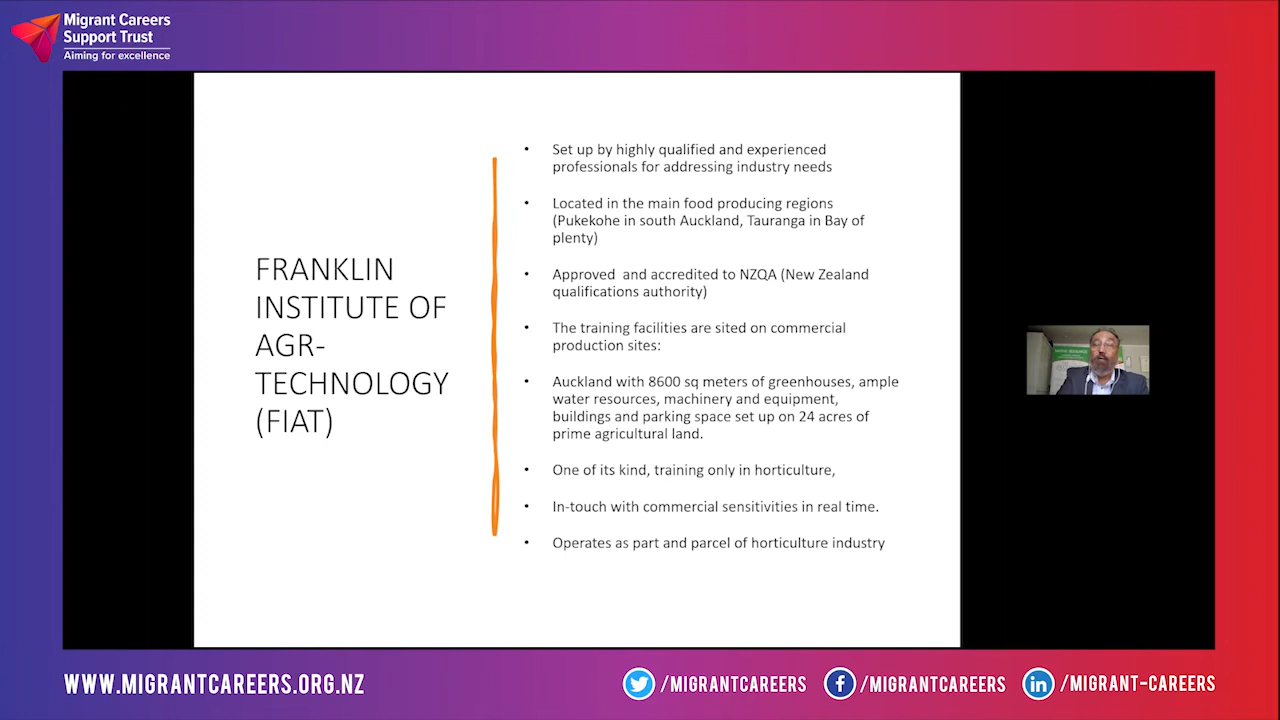 Migrant Careers
Support Trust
Aiming for excellence
FRANKLIN
INSTITUTE OF
AGR-
TECHNOLOGY
(FIAT)
• Set up by highly qualified and experienced
professionals for addressing industry needs
• Located in the main food producing regions
(Pukekohe in south Auckland, Tauranga in Bay of
plenty)
• Approved and accredited to NZQA (New Zealand
qualifications authority)
• The training facilities are sited on commercial
production sites:
• Auckland with 8600 sq meters of greenhouses, ample
water resources, machinery and equipment,
buildings and parking space set up on 24 acres of
prime agricultural land.
• One of its kind, training only in horticulture,
• In-touch with commercial sensitivities in real time.
• Operates as part and parcel of horticulture industry
WWW.MIGRANTCAREERS.ORG.NZ
/MIGRANTCAREERS
/MIGRANTCAREERS
/MIGRANT-CAREERS